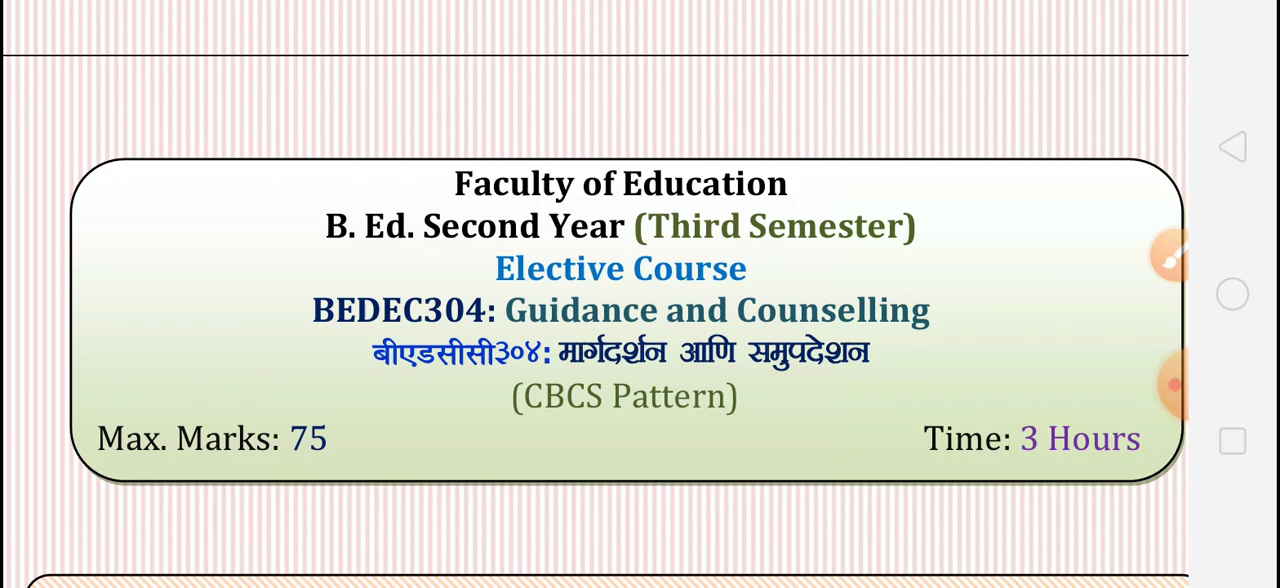 Faculty of Education
B. Ed. Second Year (Third Semester)
Elective Course
BEDEC304: Guidance and Counselling
बीएडसीसी३०४: मार्गदर्शन आणि समुपदेशन
(CBCS Pattern)
Max. Marks: 75 Time: 3 Hours